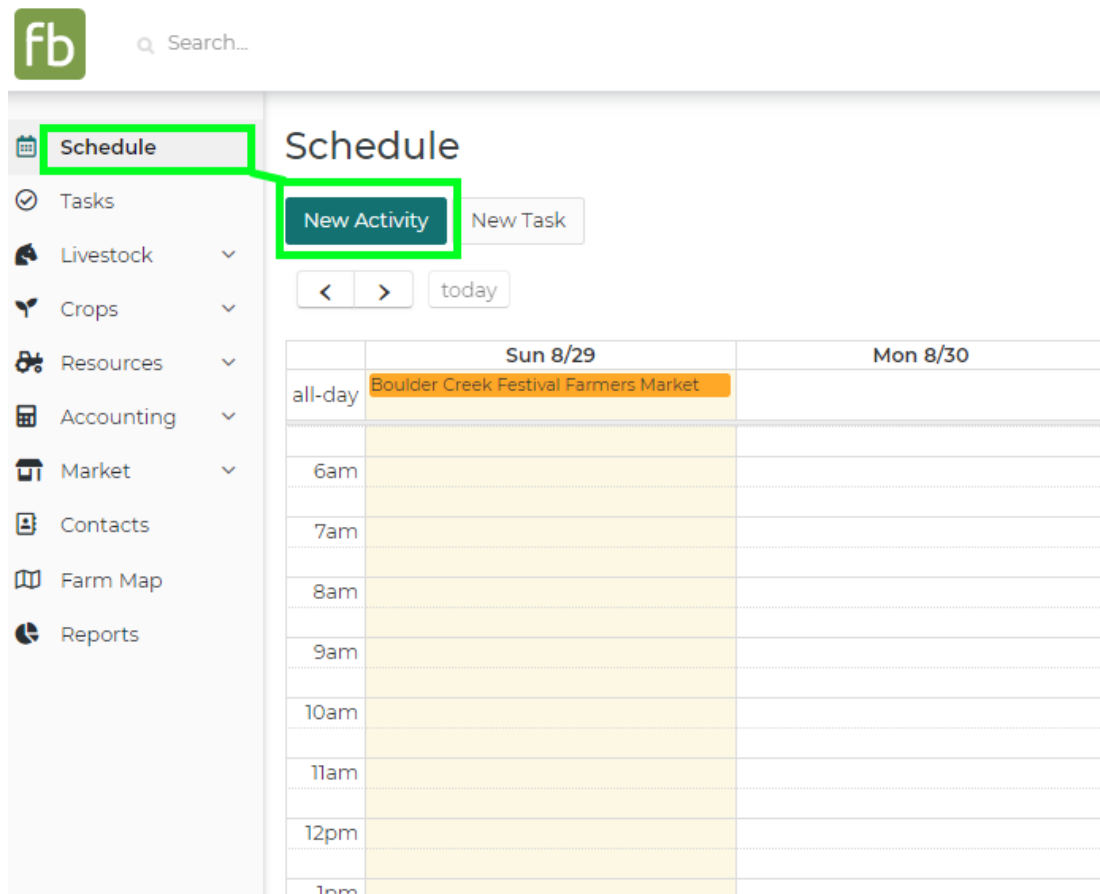 fb
Search...
Schedule
Tasks
Livestock
Crops
Resources
Accounting
Market
Contacts
Farm Map
Reports
Schedule
New Activity New Task
< > today
Sun 8/29 Mon 8/30
all-day Boulder Creek Festival Farmers Market
6am
7am
8am
9am
10am
11am
12pm
1pm